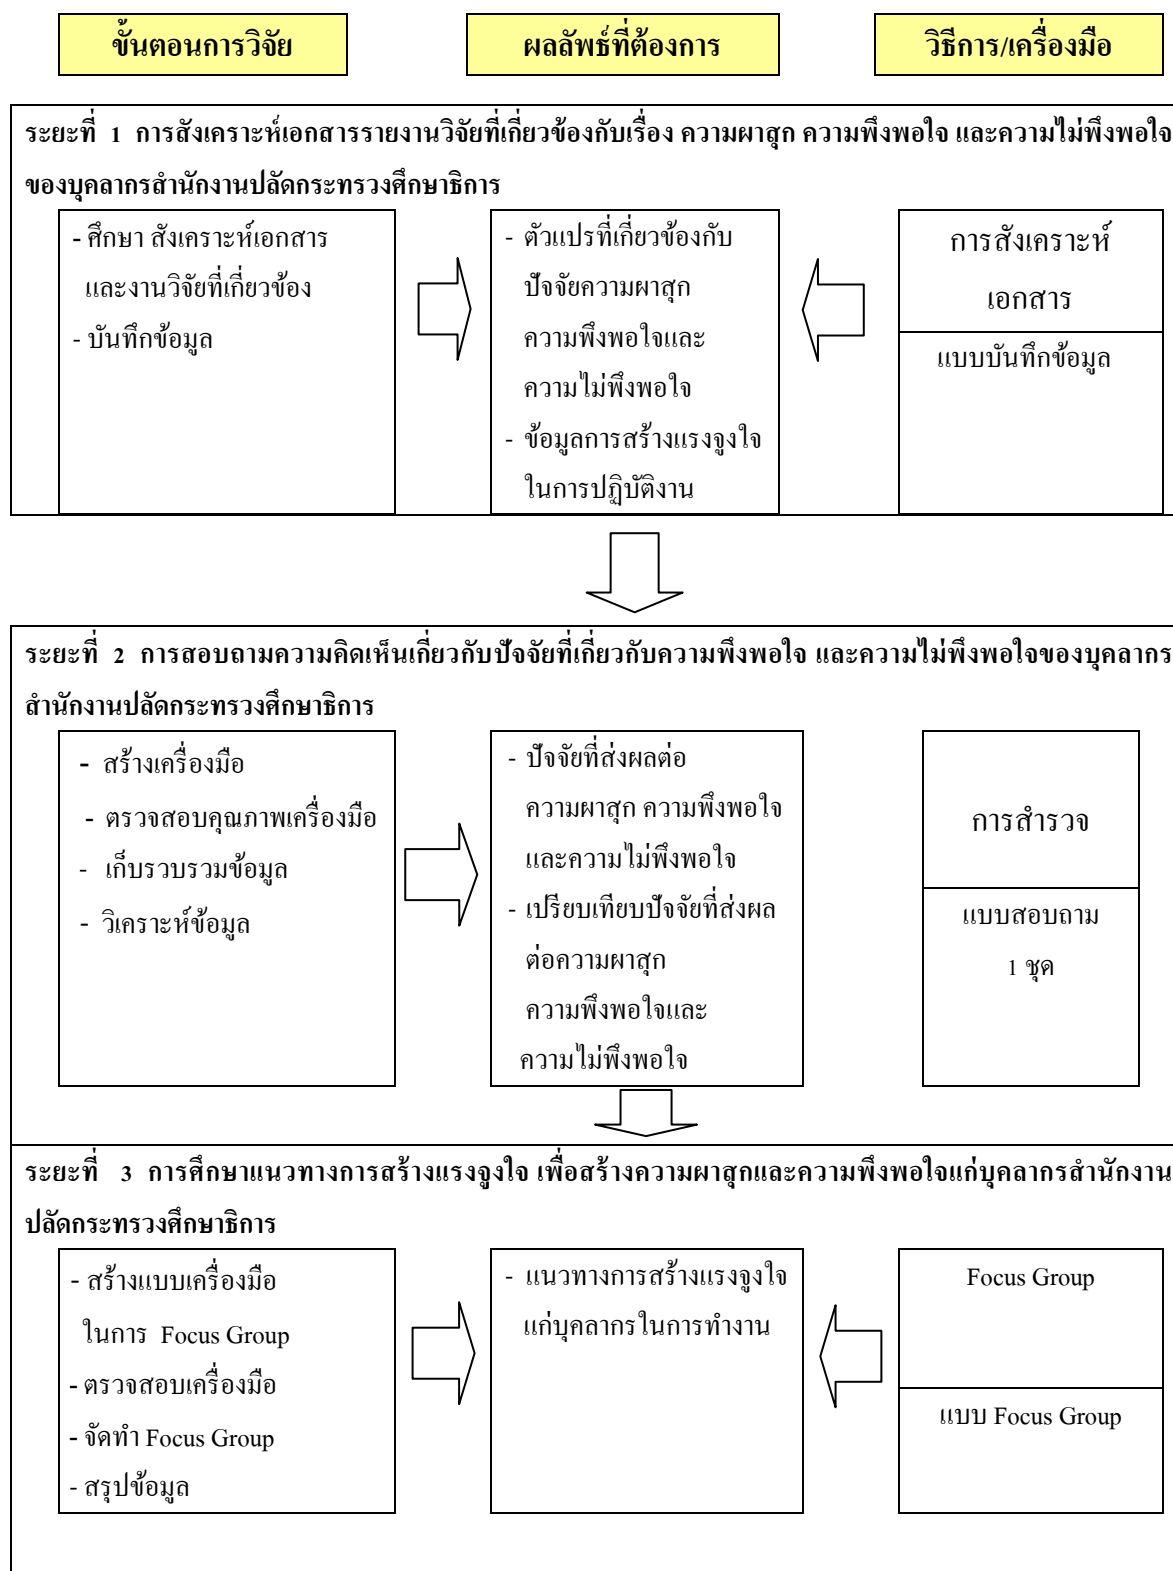 ขั้นตอนการวิจัย
ผลลัพธ์ที่ต้องการ
วิธีการ/เครื่องมือ
ระยะที่ 1 การสังเคราะห์เอกสารรายงานวิจัยที่เกี่ยวข้องกับเรื่อง ความผาสุก ความพึงพอใจ และความไม่พึงพอใจ
ของบุคลากรสำนักงานปลัดกระทรวงศึกษาธิการ
- ศึกษา สังเคราะห์เอกสาร
และงานวิจัยที่เกี่ยวข้อง
- บันทึกข้อมูล
- ตัวแปรที่เกี่ยวข้องกับ
ปัจจัยความผาสุก
ความพึงพอใจและ
ความไม่พึงพอใจ
- ข้อมูลการสร้างแรงจูงใจ
ในการปฏิบัติงาน
การสังเคราะห์
เอกสาร
แบบบันทึกข้อมูล
ระยะที่ 2 การสอบถามความคิดเห็นเกี่ยวกับปัจจัยที่เกี่ยวกับความพึงพอใจ และความไม่พึงพอใจของบุคลากร
สำนักงานปลัดกระทรวงศึกษาธิการ
- สร้างเครื่องมือ
- ตรวจสอบคุณภาพเครื่องมือ
- เก็บรวบรวมข้อมูล
- วิเคราะห์ข้อมูล
- ปัจจัยที่ส่งผลต่อ
ความผาสุก ความพึงพอใจ
และความไม่พึงพอใจ
- เปรียบเทียบปัจจัยที่ส่งผล
ต่อความผาสุก
ความพึงพอใจและ
ความไม่พึงพอใจ
การสำรวจ
แบบสอบถาม
1 ชุด
ระยะที่ 3 การศึกษาแนวทางการสร้างแรงจูงใจ เพื่อสร้างความผาสุกและความพึงพอใจแก่บุคลากรสำนักงาน
ปลัดกระทรวงศึกษาธิการ
- สร้างแบบเครื่องมือ
ในการ Focus Group
- ตรวจสอบเครื่องมือ
- จัดทำ Focus Group
- สรุปข้อมูล
- แนวทางการสร้างแรงจูงใจ
แก่บุคลากรในการทำงาน
Focus Group
แบบ Focus Group